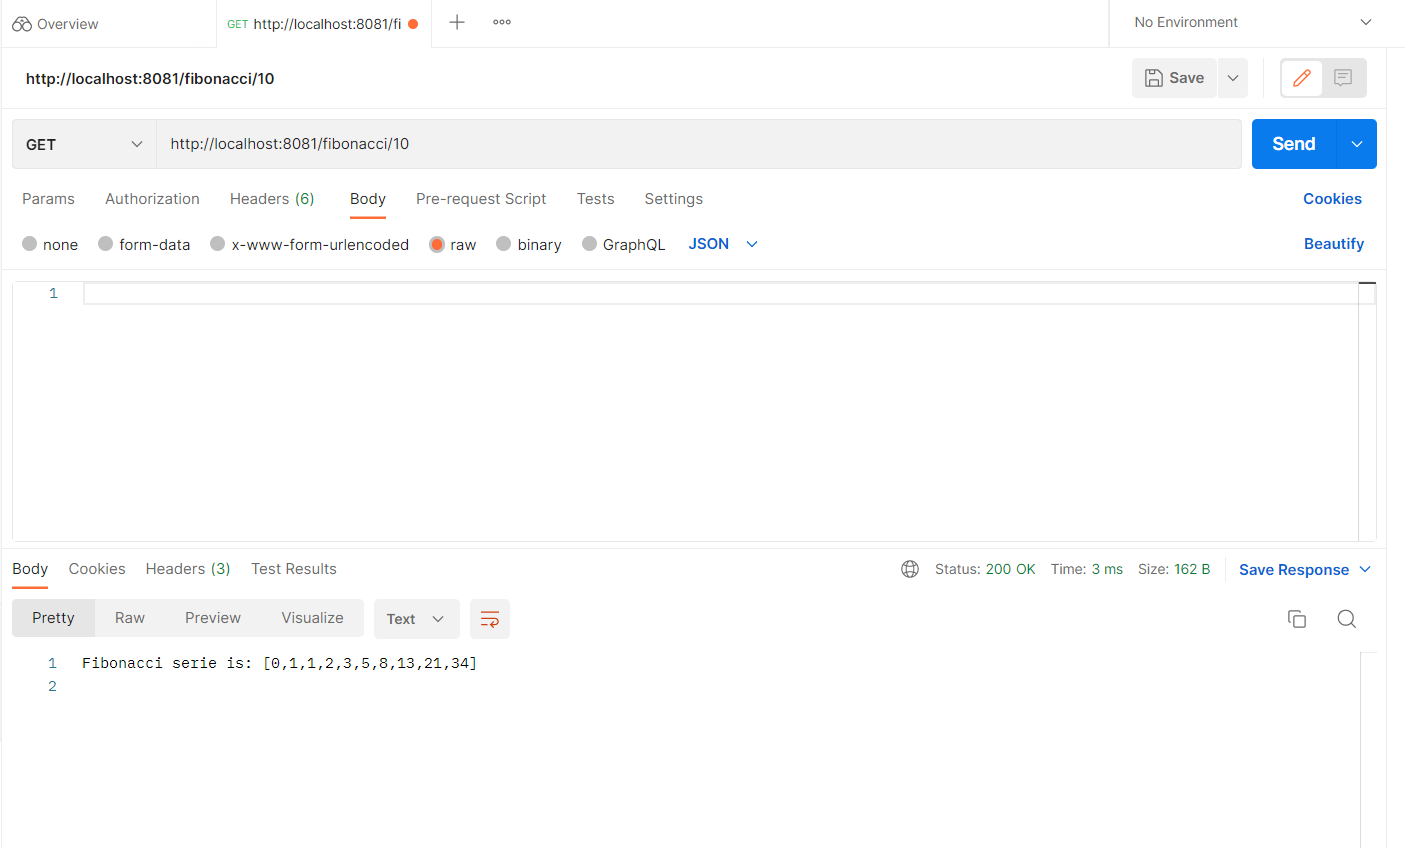 Overview
GET http://localhost:8081/fi
No Environment
http://localhost:8081/fibonacci/10
Save
GET
http://localhost:8081/fibonacci/10
Send
Params Authorization Headers (6) Body Pre-request Script Tests Settings Cookies
none form-data x-www-form-urlencoded raw binary GraphQL JSON Beautify
1
Body Cookies Headers (3) Test Results Status: 200 OK Time: 3 ms Size: 162 B Save Response
Pretty Raw Preview Visualize Text
1 Fibonacci serie is: [0,1,1,2,3,5,8,13,21,34]
2